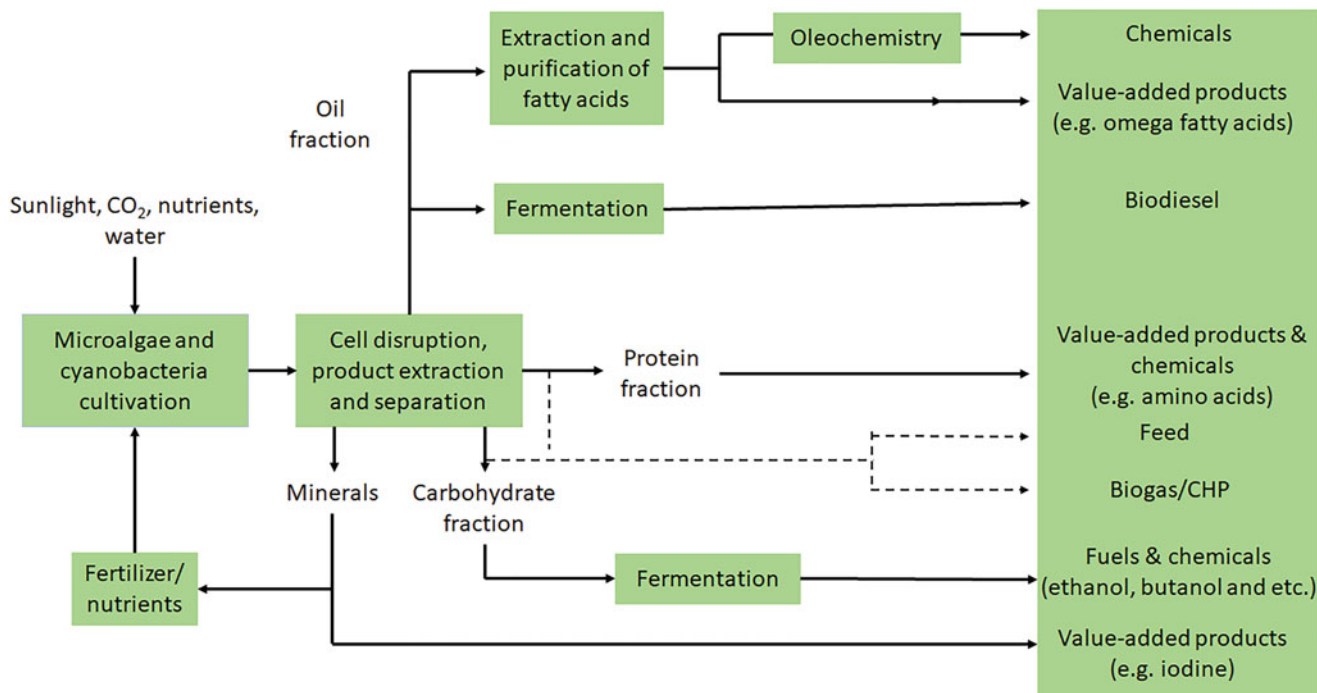 Extraction and
purification of
fatty acids
Oleochemistry
Chemicals
Value-added products
(e.g. omega fatty acids)
Oil
fraction
Sunlight, CO₂, nutrients,
water
Fermentation
Biodiesel
Microalgae and
cyanobacteria
cultivation
Cell disruption,
product extraction
and separation
Protein
fraction
Value-added products &
chemicals
(e.g. amino acids)
Feed
Minerals
Carbohydrate
fraction
Biogas/CHP
Fertilizer/
nutrients
Fermentation
Fuels & chemicals
(ethanol, butanol and etc.)
Value-added products
(e.g. iodine)